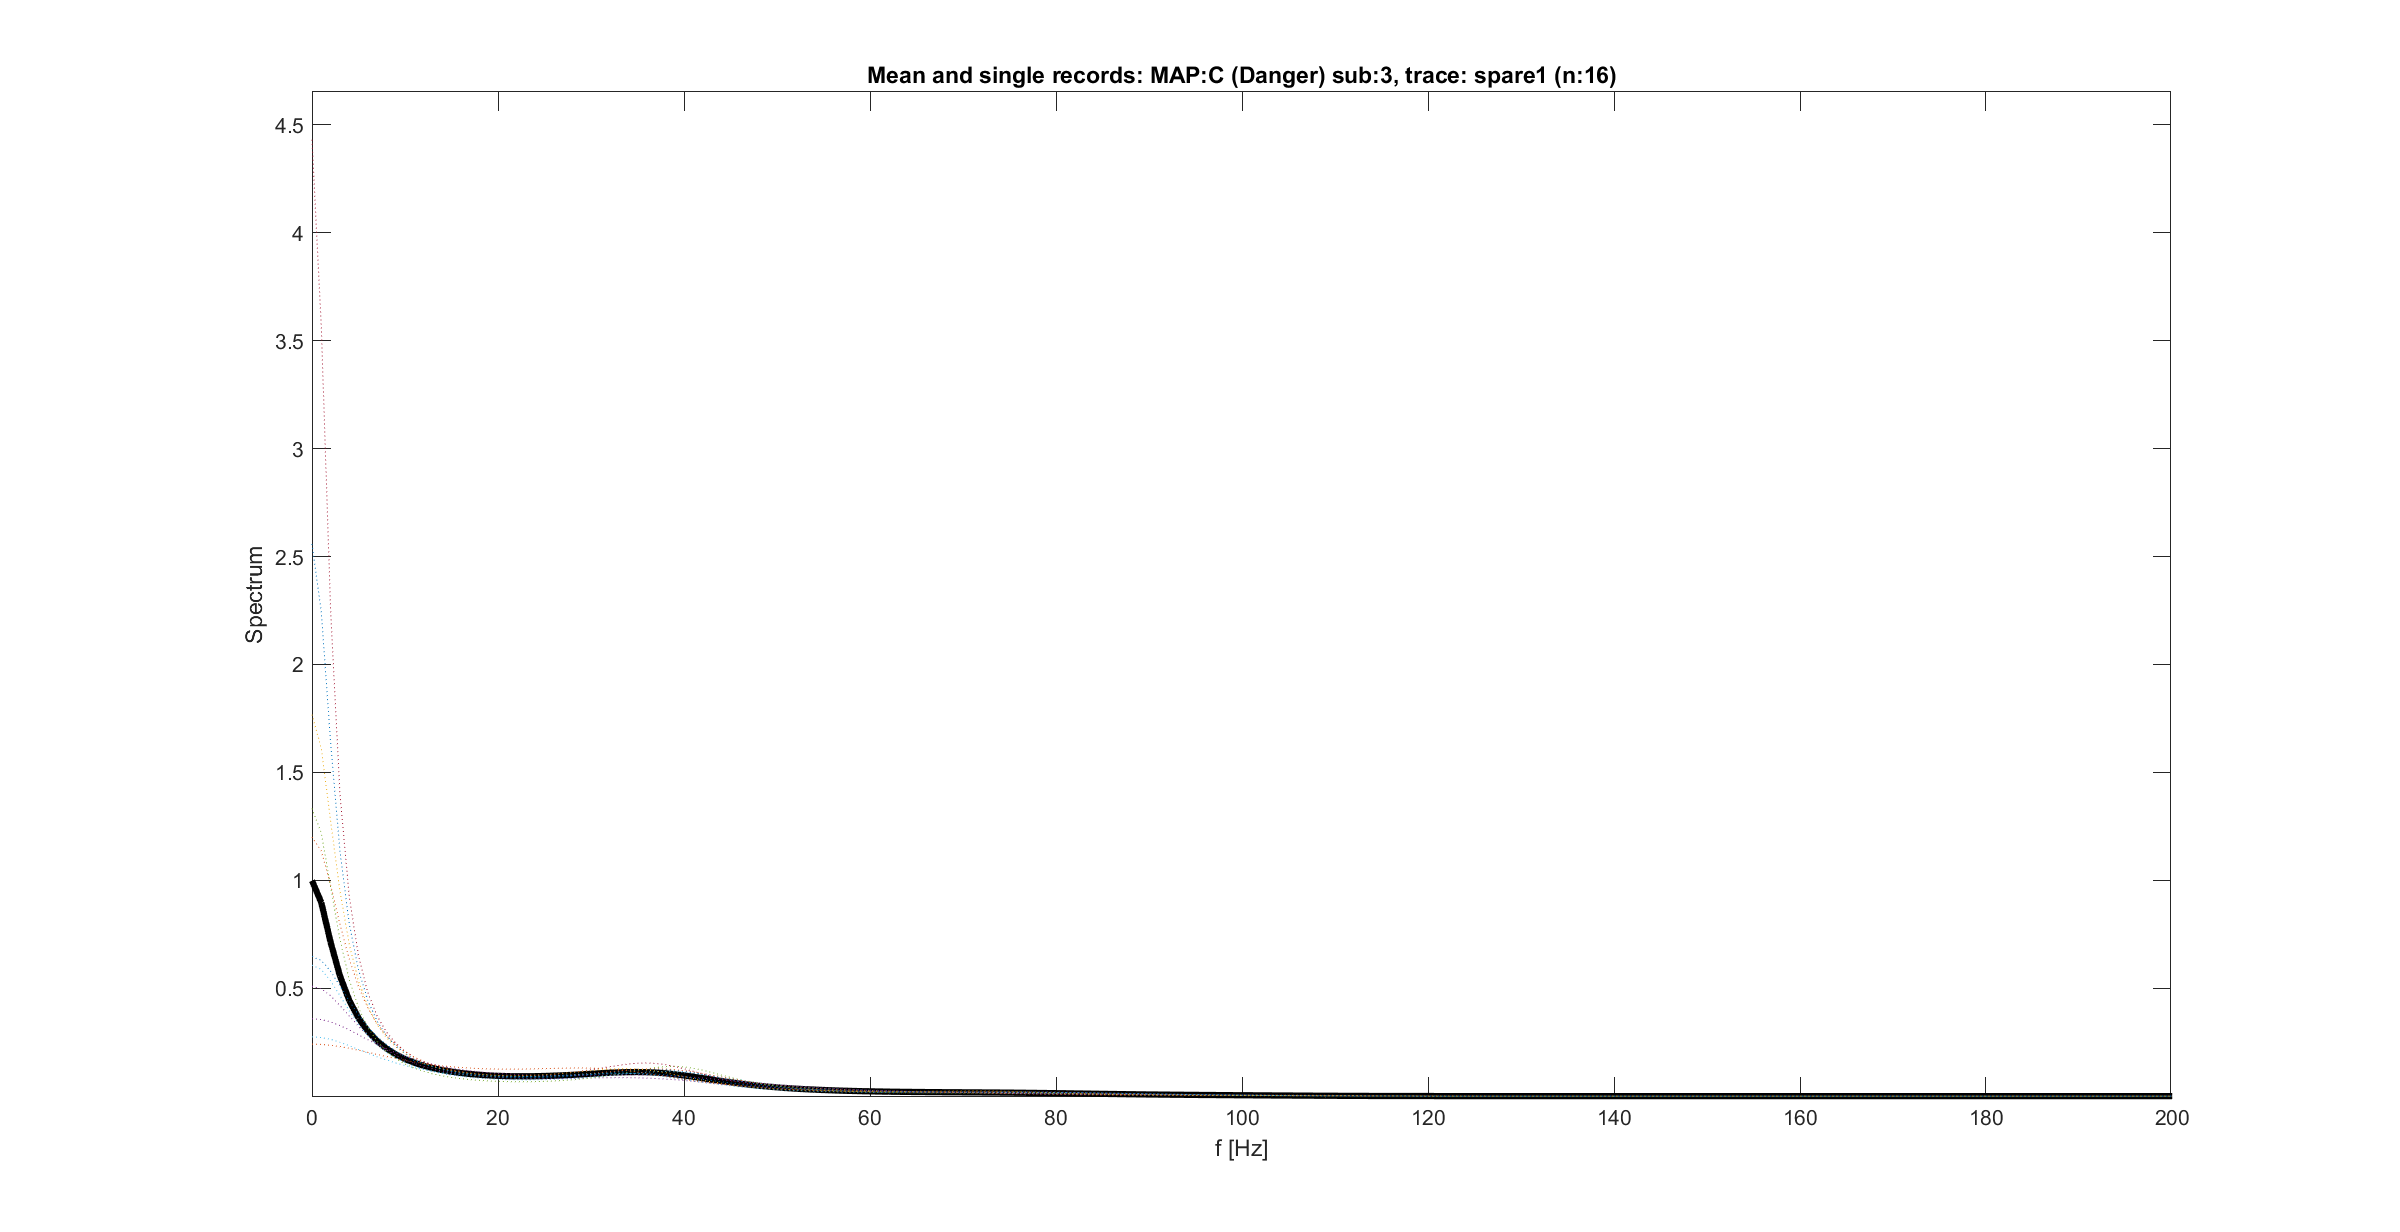 Mean and single records: MAP:C (Danger) sub:3, trace: spare1 (n:16)
4.5
4
3.5
3
2.5
2
1.5
1
0.5
Spectrum
0 20 40 60 80 100 120 140 160 180 200
f [Hz]